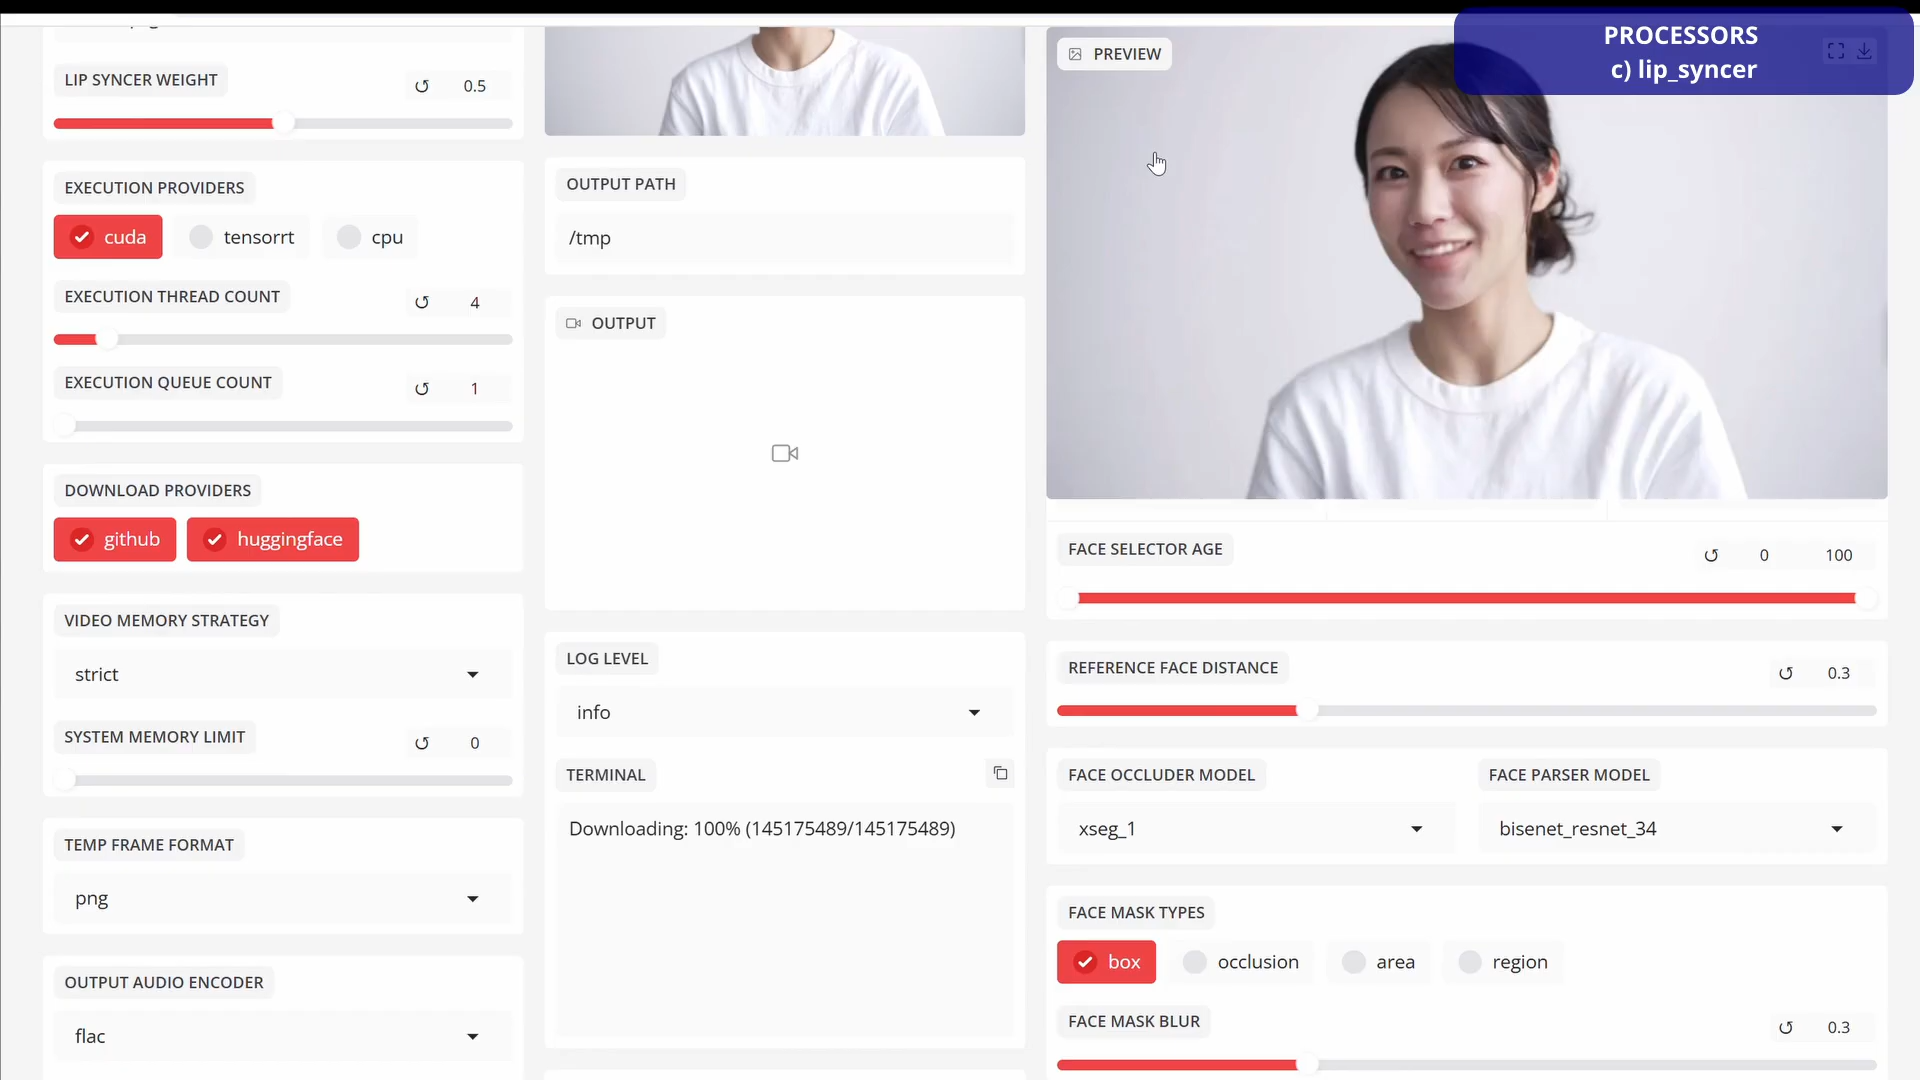 PROCESSORS
c) lip_syncer
LIP SYNCER WEIGHT
0.5
EXECUTION PROVIDERS
cuda
tensorrt
cpu
EXECUTION THREAD COUNT
4
EXECUTION QUEUE COUNT
1
DOWNLOAD PROVIDERS
github
huggingface
VIDEO MEMORY STRATEGY
strict
SYSTEM MEMORY LIMIT
0
TEMP FRAME FORMAT
png
OUTPUT AUDIO ENCODER
flac
OUTPUT PATH
/tmp
OUTPUT
LOG LEVEL
info
TERMINAL
Downloading: 100% (145175489/145175489)
PREVIEW
FACE SELECTOR AGE
0 100
REFERENCE FACE DISTANCE
0.3
FACE OCCLUDER MODEL
xseg_1
FACE PARSER MODEL
bisenet_resnet_34
FACE MASK TYPES
box
occlusion
area
region
FACE MASK BLUR
0.3